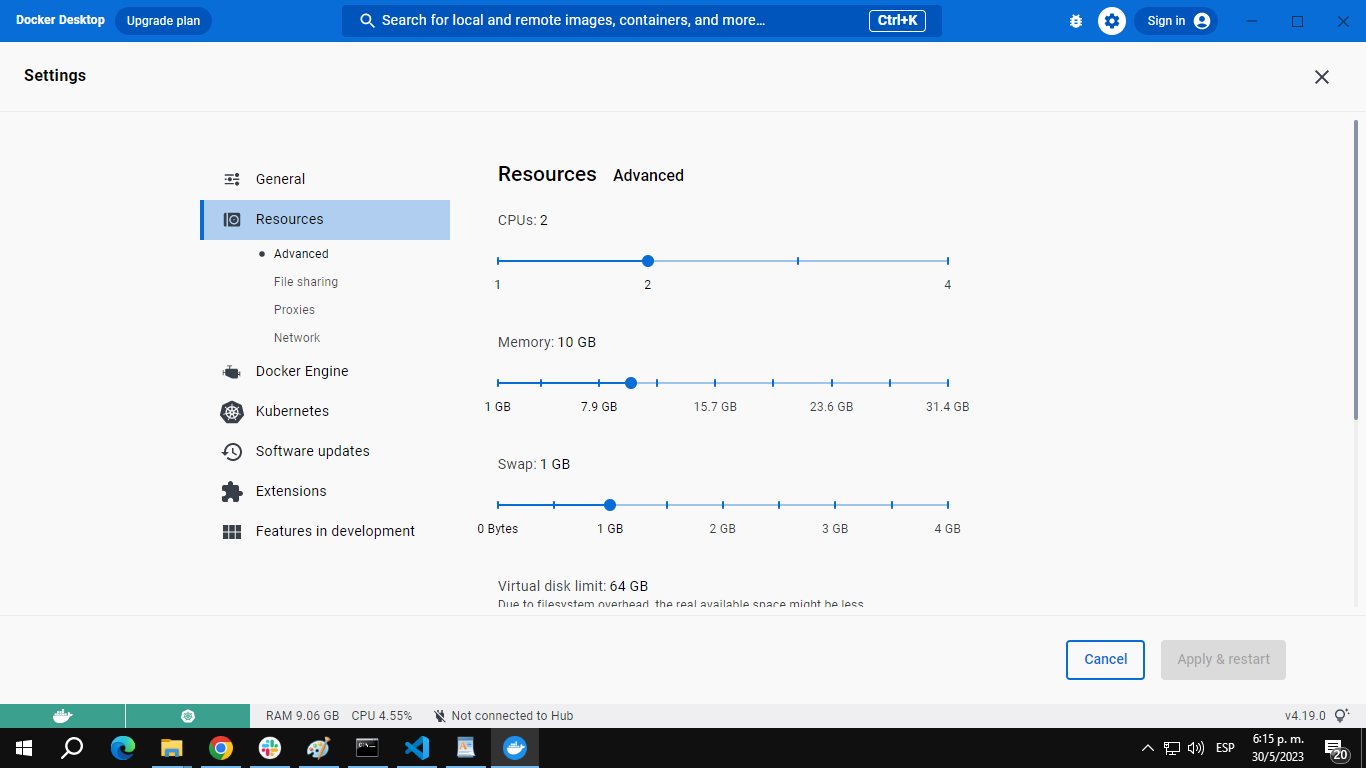 Docker Desktop Upgrade plan Search for local and remote images, containers, and more... Ctrl+K Sign in
Settings
General
Resources
Advanced
File sharing
Proxies
Network
Docker Engine
Kubernetes
Software updates
Extensions
Features in development
Resources Advanced
CPUs: 2
1 2 4
Memory: 10 GB
1 GB 7.9 GB 15.7 GB 23.6 GB 31.4 GB
Swap: 1 GB
0 Bytes 1 GB 2 GB 3 GB 4 GB
Virtual disk limit: 64 GB
Due to filesystem overhead, the real available space might be less.
Cancel Apply & restart
RAM 9.06 GB CPU 4.55% Not connected to Hub v4.19.0
ESP 6:15 p. m.
30/5/2023 20